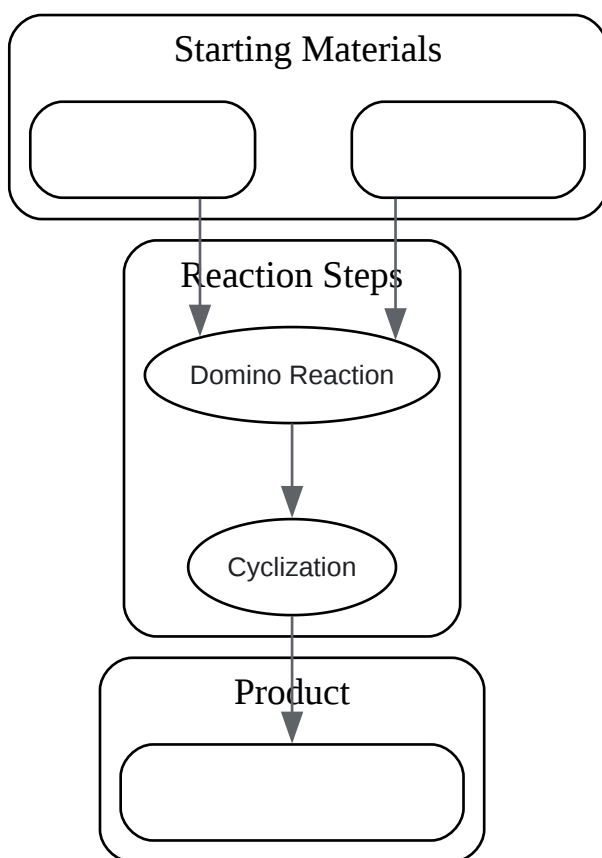 Starting Materials
Reaction Steps
Domino Reaction
Cyclization
Product